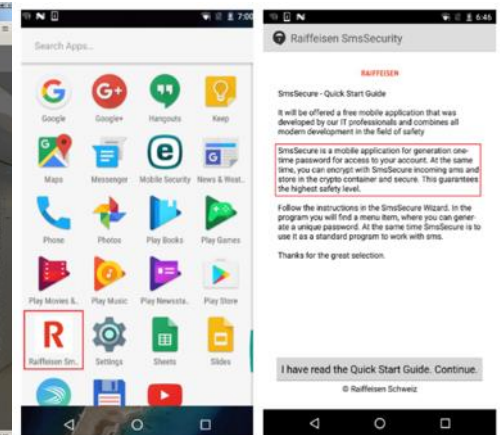 7:00
Search Apps...
Google
Google+
Hangouts
Keep
Maps
Messenger
Mobile Security
News & Weat..
Phone
Photos
Play Books
Play Games
Play Movies &..
Play Music
Play Newssta..
Play Store
R
Raiffeisen Sm..
Settings
Sheets
Slides
6:46
Raiffeisen SmsSecurity
RAIFFEISEN
SmsSecure - Quick Start Guide
It will be offered a free mobile application that was
developed by our IT professionals and combines all
modern development in the field of safety
SmsSecure is a mobile application for generation one-
time password for access to your account. At the same
time, you can encrypt with SmsSecure incoming sms and
store in the crypto container and secure. This guarantees
the highest safety level.
Follow the instructions in the SmsSecure Wizard. In the
program you will find a menu item, where you can gener-
ate a unique password. At the same time SmsSecure is to
use it as a standard program to work with sms.
Thanks for the great selection.
I have read the Quick Start Guide. Continue.
© Raiffeisen Schweiz